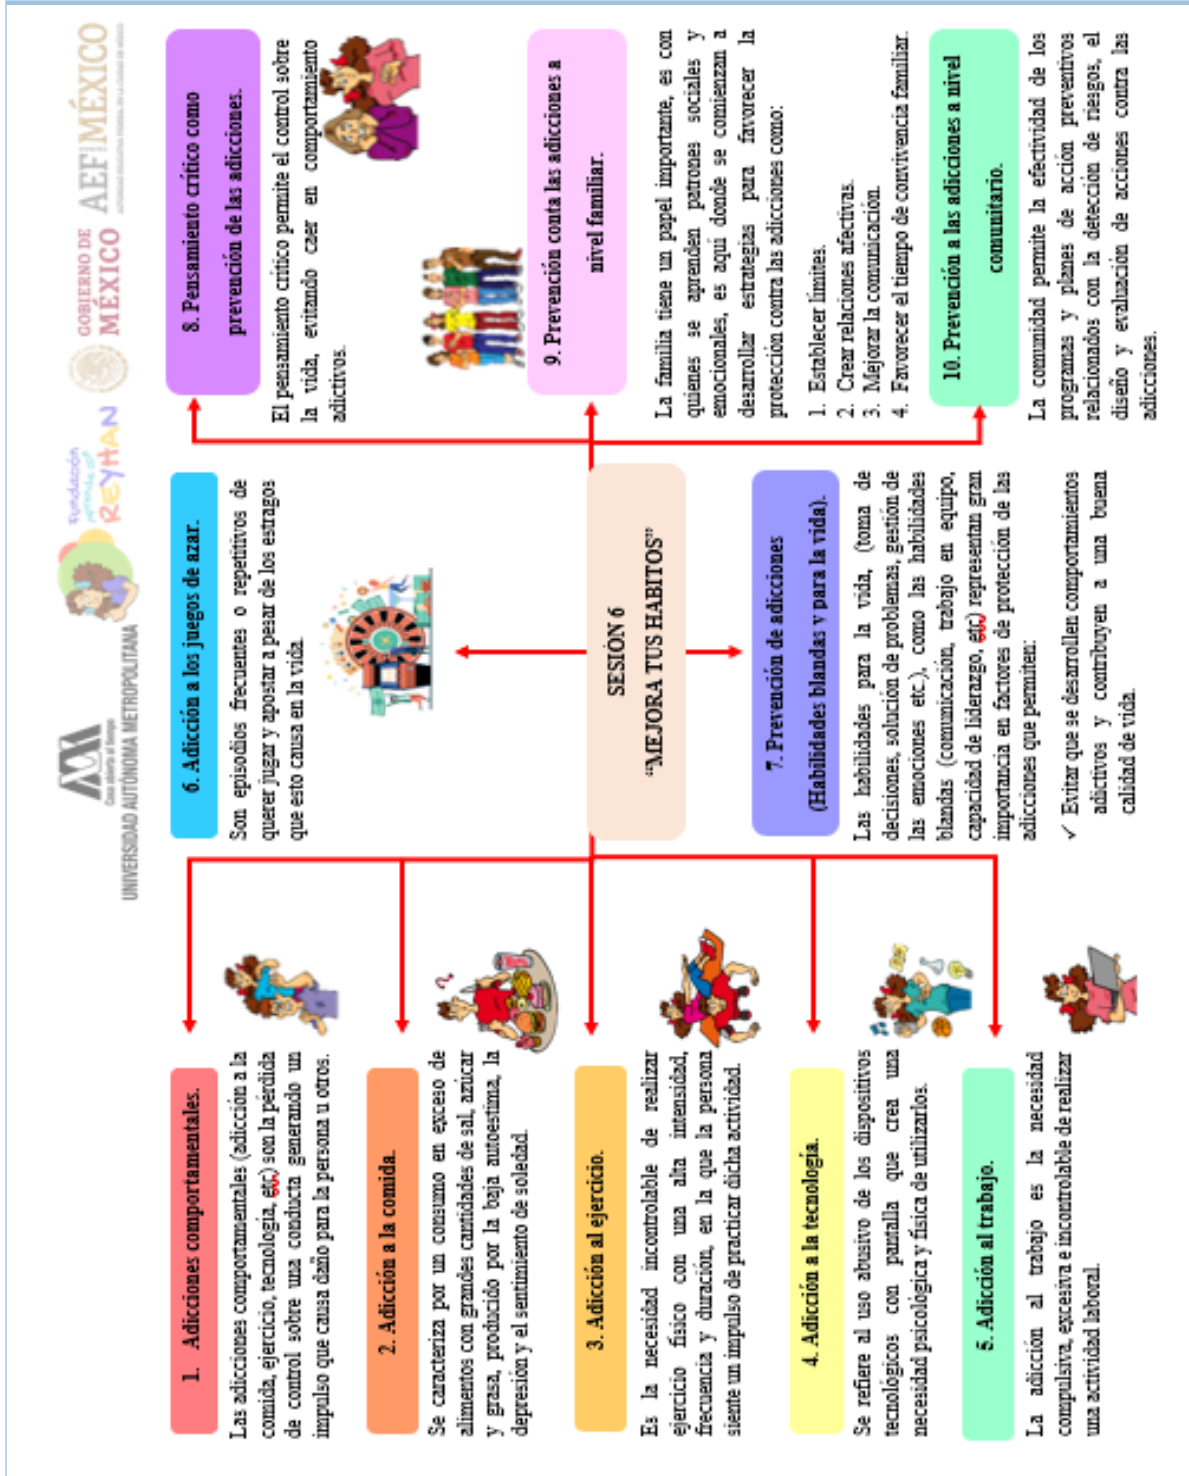 Casa abierta al tiempo
UNIVERSIDAD AUTÓNOMA METROPOLITANA
Fundación
aprende con
REYHAN
GOBIERNO DE
MÉXICO
AEFMÉXICO
AUTORIDAD EDUCATIVA FEDERAL EN LA CIUDAD DE MÉXICO
SESIÓN 6
“MEJORA TUS HABITOS”
1. Adicciones comportamentales.
Las adicciones comportamentales (adicción a la
comida, ejercicio, tecnología, etc) son la pérdida
de control sobre una conducta generando un
impulso que causa daño para la persona u otros.
2. Adicción a la comida.
Se caracteriza por un consumo en exceso de
alimentos con grandes cantidades de sal, azúcar
y grasa, producido por la baja autoestima, la
depresión y el sentimiento de soledad.
3. Adicción al ejercicio.
Es la necesidad incontrolable de realizar
ejercicio físico con una alta intensidad,
frecuencia y duración, en la que la persona
siente un impulso de practicar dicha actividad.
4. Adicción a la tecnología.
Se refiere al uso abusivo de los dispositivos
tecnológicos con pantalla que crea una
necesidad psicológica y física de utilizarlos.
5. Adicción al trabajo.
La adicción al trabajo es la necesidad
compulsiva, excesiva e incontrolable de realizar
una actividad laboral.
6. Adicción a los juegos de azar.
Son episodios frecuentes o repetitivos de
querer jugar y apostar a pesar de los estragos
que esto causa en la vida.
7. Prevención de adiciones
(Habilidades blandas y para la vida).
Las habilidades para la vida, (toma de
decisiones, solución de problemas, gestión de
las emociones etc.), como las habilidades
blandas (comunicación, trabajo en equipo,
capacidad de liderazgo, etc) representan gran
importancia en factores de protección de las
adicciones que permiten:
✓ Evitar que se desarrollen comportamientos
adictivos y contribuyen a una buena
calidad de vida.
8. Pensamiento crítico como
prevención de las adicciones.
El pensamiento crítico permite el control sobre
la vida, evitando caer en comportamiento
adictivos.
9. Prevención conta las adicciones a
nivel familiar.
La familia tiene un papel importante, es con
quienes se aprenden patrones sociales y
emocionales, es aquí donde se comienzan a
desarrollar estrategias para favorecer la
protección contra las adicciones como:
1. Establecer límites.
2. Crear relaciones afectivas.
3. Mejorar la comunicación.
4. Favorecer el tiempo de convivencia familiar.
10. Prevención a las adicciones a nivel
comunitario.
La comunidad permite la efectividad de los
programas y planes de acción preventivos
relacionados con la detección de riesgos, el
diseño y evaluación de acciones contra las
adicciones.